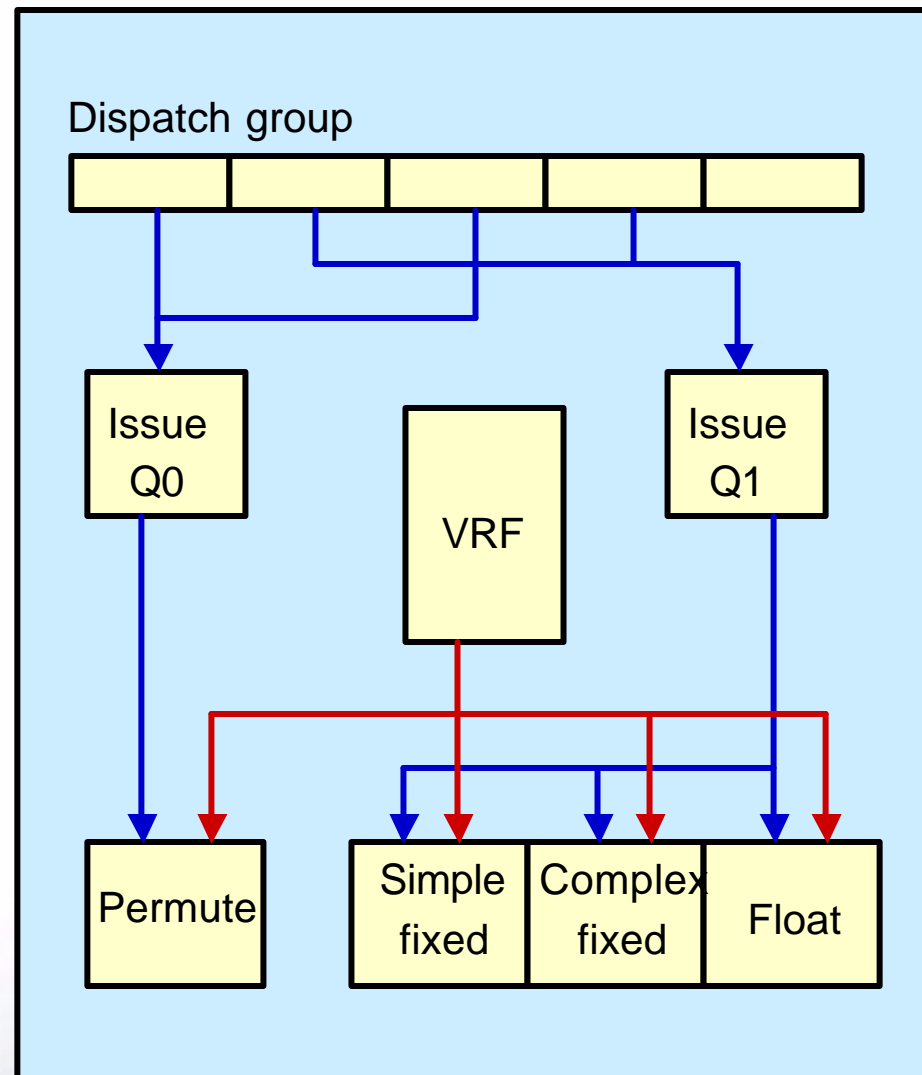 Dispatch group
Issue
Q0
VRF
Issue
Q1
Permute
Simple
fixed
Complex
fixed
Float